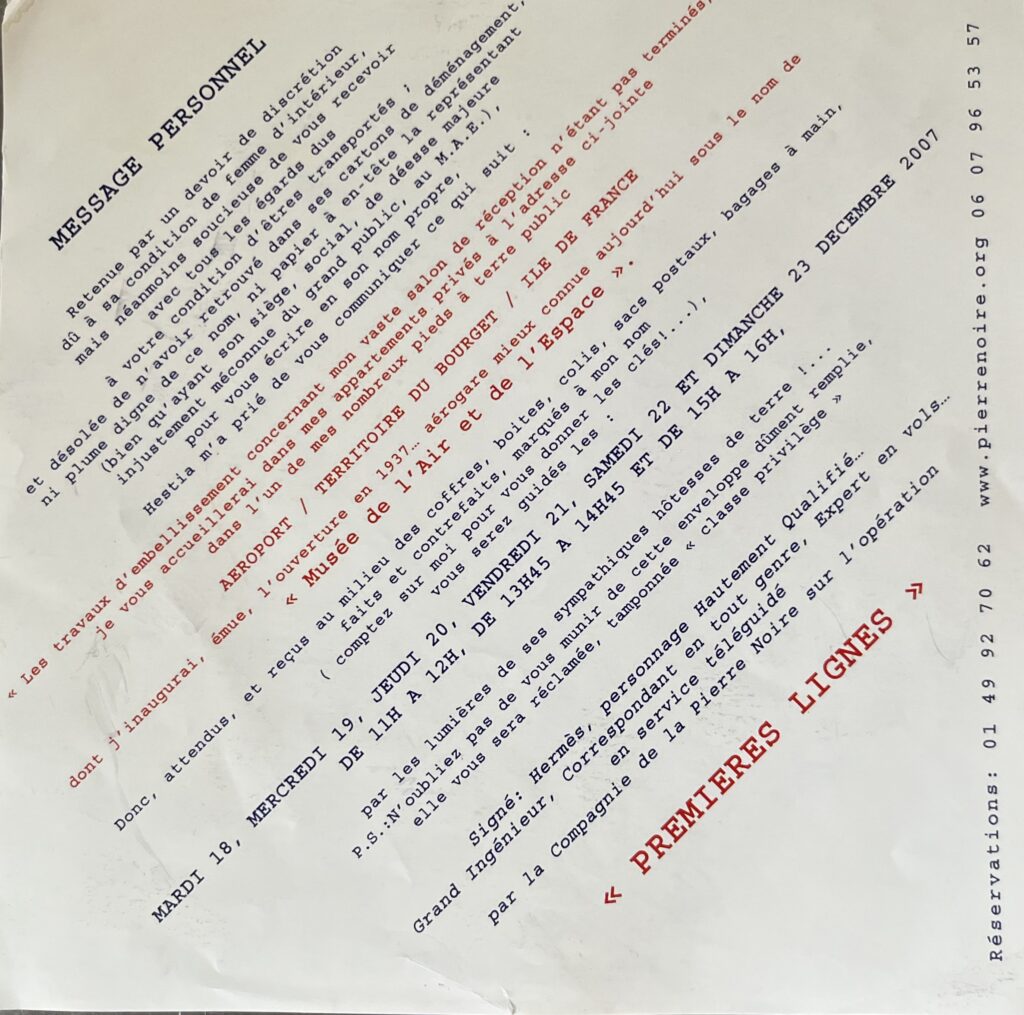 MESSAGE PERSONNEL
Retenue par un devoir de discrétion
dû à sa condition de femme d'intérieur,
mais néanmoins soucieuse de vous recevoir
avec tous les égards dus
à votre condition d'êtres transportés ;
et désolée de n'avoir retrouvé dans ses cartons de déménagement,
ni plume digne de ce nom, ni papier à en-tête la représentant
(bien qu'ayant son siège, social, de déesse majeure
injustement méconnue du grand public, au M.A.E.),
pour vous écrire en son nom propre,
Hestia m'a prié de vous communiquer ce qui suit :
« Les travaux d'embellissement concernant mon vaste salon de réception n'étant pas terminés,
je vous accueillerai dans mes appartements privés à l'adresse ci-jointe
dans l'un de mes nombreux pieds à terre public
AEROPORT / TERRITOIRE DU BOURGET / ILE DE FRANCE
dont j'inaugurai, émue, l'ouverture en 1937… aérogare mieux connue aujourd'hui sous le nom de
« Musée de l'Air et de l'Espace ».
Donc, attendus, et reçus au milieu des coffres, boites, colis, sacs postaux, bagages à main,
faits et contrefaits, marqués à mon nom
( comptez sur moi pour vous donner les clés!...),
vous serez guidés les :
MARDI 18, MERCREDI 19, JEUDI 20, VENDREDI 21, SAMEDI 22 ET DIMANCHE 23 DECEMBRE 2007
DE 11H A 12H, DE 13H45 A 14H45 ET DE 15H A 16H,
par les lumières de ses sympathiques hôtesses de terre !...
P.S.:N'oubliez pas de vous munir de cette enveloppe dûment remplie,
elle vous sera réclamée, tamponnée « classe privilège »
Signé: Hermès, personnage Hautement Qualifié…
Grand Ingénieur, Correspondant en tout genre, Expert en vols…
en service téléguidé
par la Compagnie de la Pierre Noire sur l'opération
« PREMIERES LIGNES »
Réservations: 01 49 92 70 62 www.pierrenoire.org 06 07 96 53 57